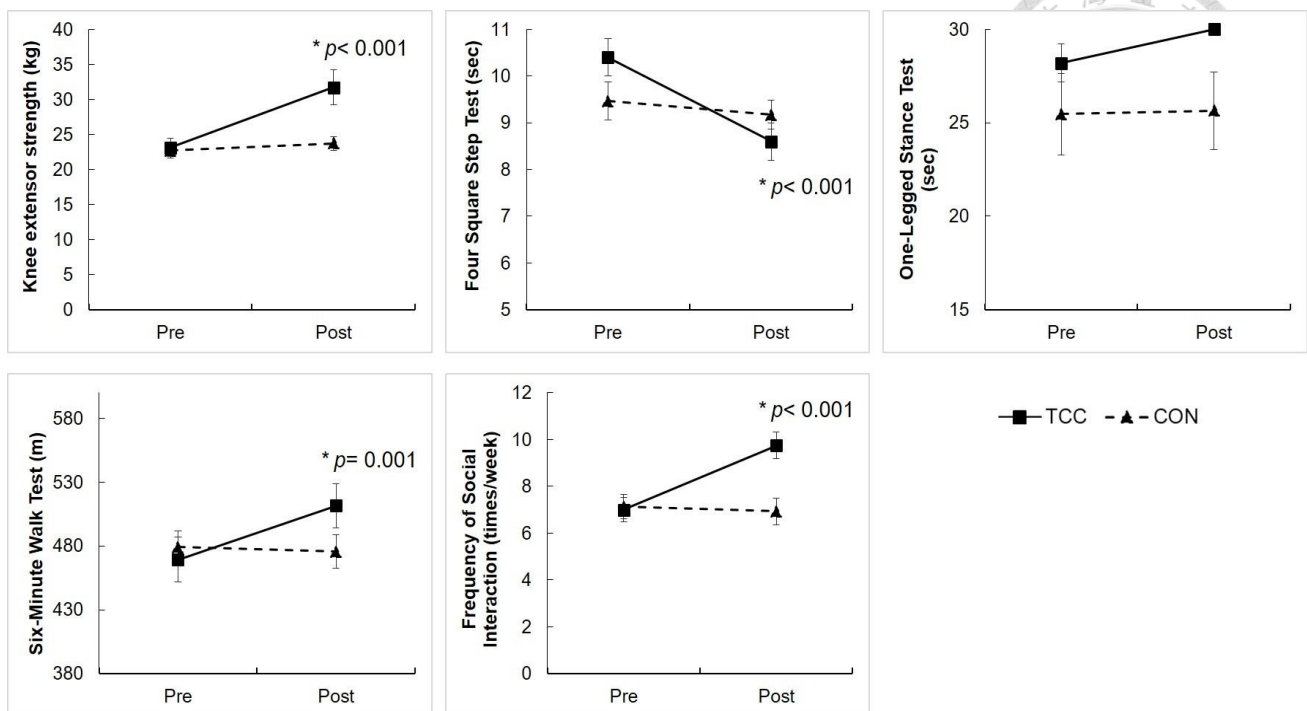 Knee extensor strength (kg)
40
35
30
25
20
15
10
5
0
* p< 0.001
Pre Post
Four Square Step Test (sec)
11
10
9
8
7
6
5
* p< 0.001
Pre Post
One-Legged Stance Test
(sec)
30
25
20
15
Pre Post
Six-Minute Walk Test (m)
580
530
480
430
380
* p= 0.001
Pre Post
Frequency of Social
Interaction (times/week)
12
10
8
6
4
2
0
* p< 0.001
Pre Post
TCC CON